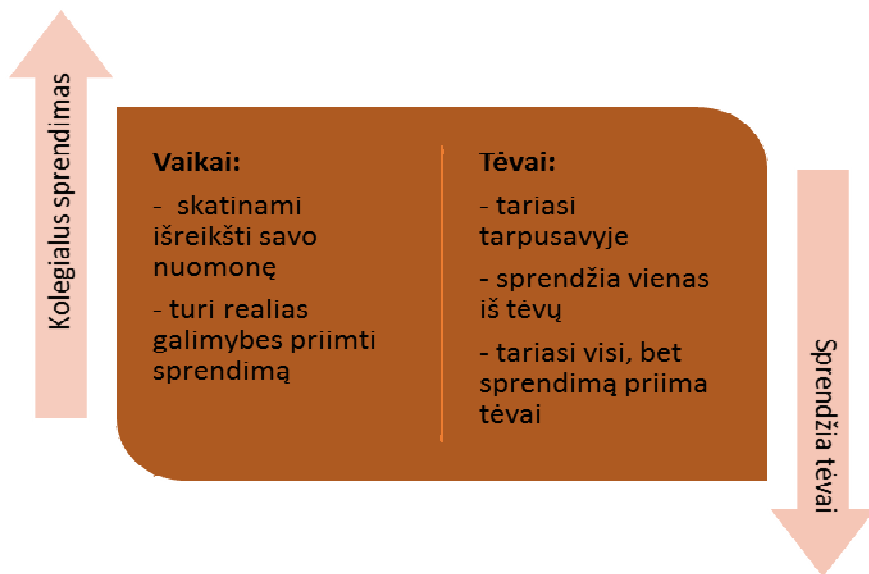 Kolegialus sprendimas
Vaikai:
- skatinami
išreikšti savo
nuomonę
- turi realias
galimybes priimti
sprendimą
Tėvai:
- tariasi
tarpusavyje
- sprendžia vienas
iš tėvų
- tariasi visi, bet
sprendimą priima
tėvai
Sprendžia tėvai